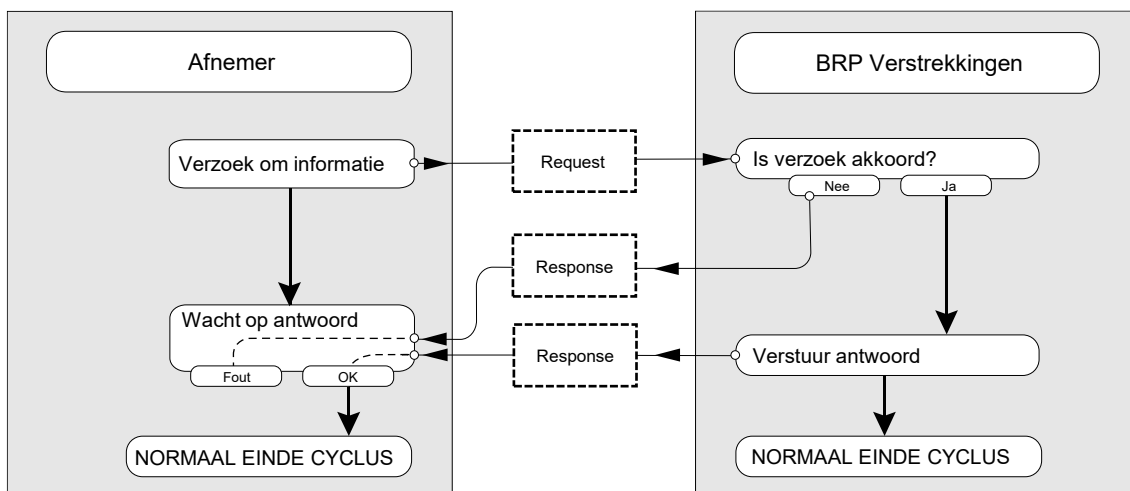 Afnemer
BRP Verstrekkingen
Verzoek om informatie
Request
Is verzoek akkoord?
Nee
Ja
Response
Wacht op antwoord
Response
Verstuur antwoord
Fout
OK
NORMAAL EINDE CYCLUS
NORMAAL EINDE CYCLUS